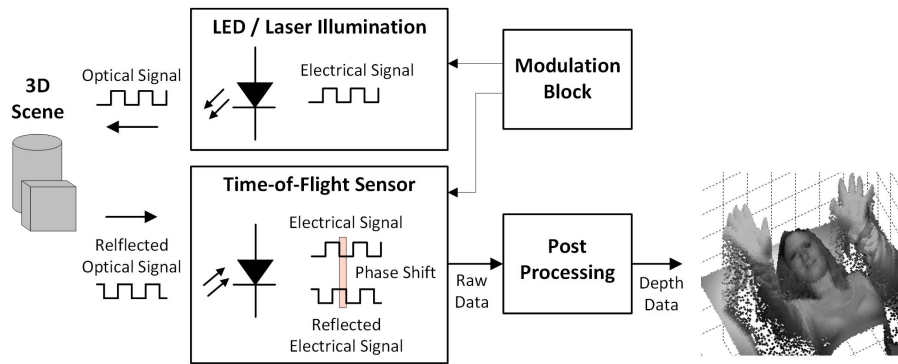 LED / Laser Illumination
Electrical Signal
Optical Signal
3D
Scene
Modulation
Block
Time-of-Flight Sensor
Electrical Signal
Phase Shift
Reflected
Electrical Signal
Relflected
Optical Signal
Raw
Data
Post
Processing
Depth
Data